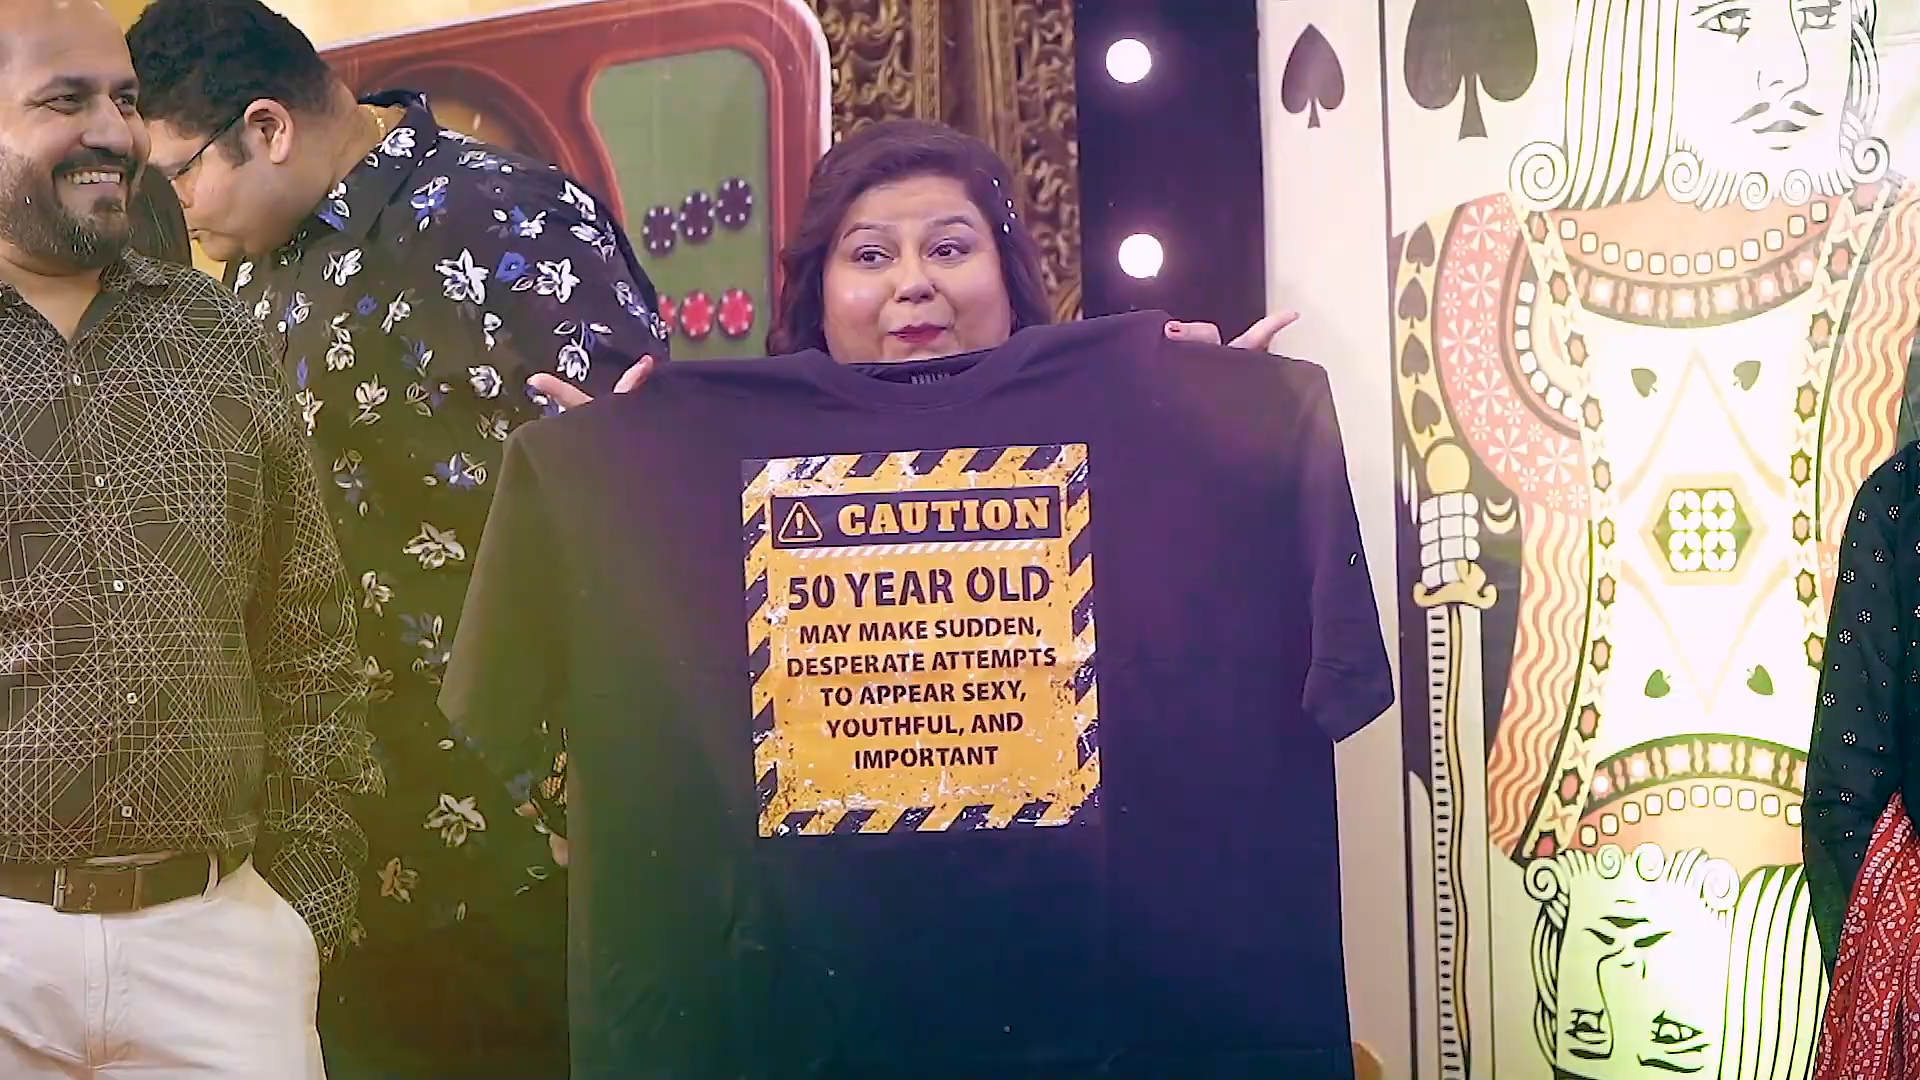 CAUTION
50 YEAR OLD
MAY MAKE SUDDEN,
DESPERATE ATTEMPTS
TO APPEAR SEXY,
YOUTHFUL, AND
IMPORTANT